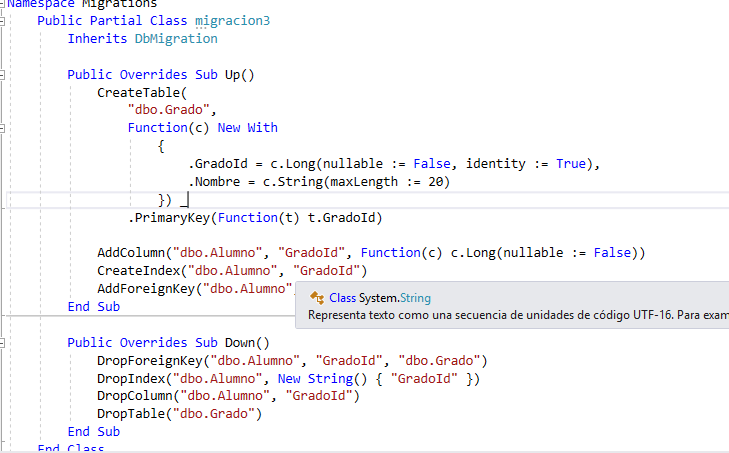 Namespace Migrations
Public Partial Class migracion3
Inherits DbMigration
Public Overrides Sub Up()
CreateTable(
"dbo.Grado",
Function(c) New With
{
.GradoId = c.Long(nullable := False, identity := True),
.Nombre = c.String(maxLength := 20)
}) _
.PrimaryKey(Function(t) t.GradoId)
AddColumn("dbo.Alumno", "GradoId", Function(c) c.Long(nullable := False))
CreateIndex("dbo.Alumno", "GradoId")
AddForeignKey("dbo.Alumno",
Class System.String
Representa texto como una secuencia de unidades de código UTF-16. Para exam
End Sub
Public Overrides Sub Down()
DropForeignKey("dbo.Alumno", "GradoId", "dbo.Grado")
DropIndex("dbo.Alumno", New String() { "GradoId" })
DropColumn("dbo.Alumno", "GradoId")
DropTable("dbo.Grado")
End Sub
End Class